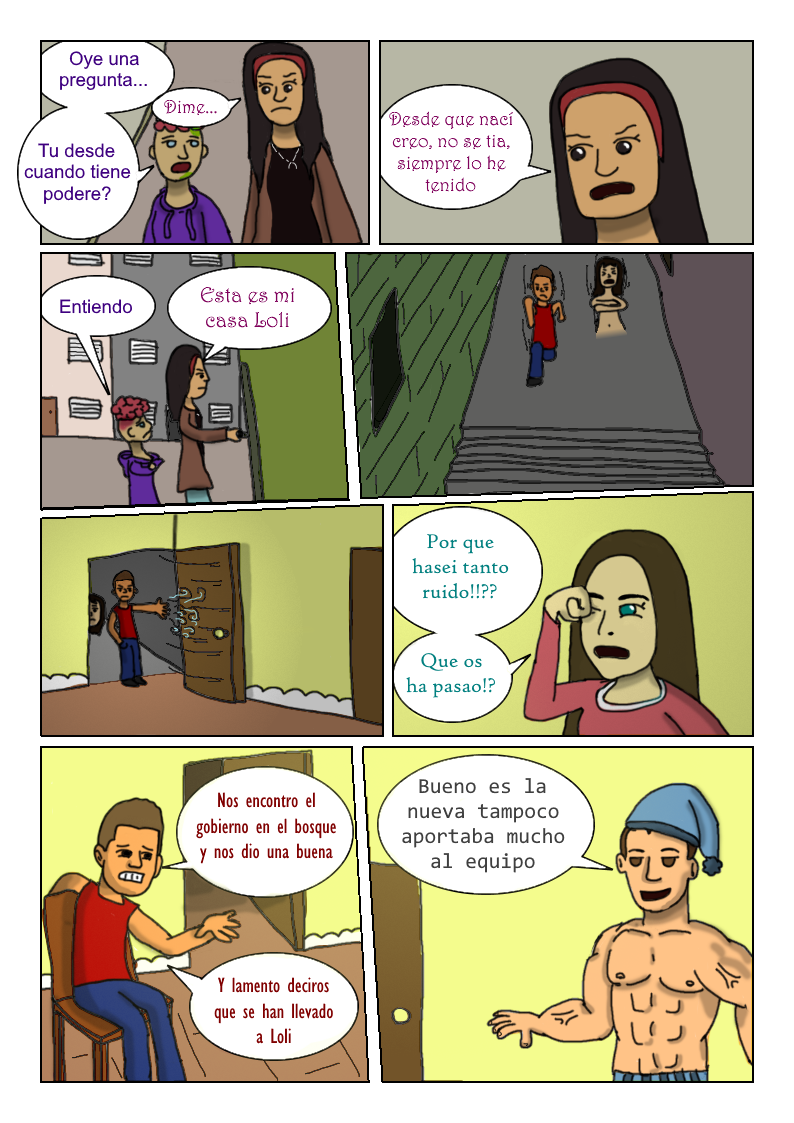 Oye una
pregunta...
Dime...
Tu desde
cuando tiene
podere?
Desde que nací
creo, no se tia,
siempre lo he
tenido
Entiendo
Esta es mi
casa Loli
Por que
hasei tanto
ruido!!??
Que os
ha pasao!?
Nos encontro el
gobierno en el bosque
y nos dio una buena
Y lamento deciros
que se han llevado
a Loli
Bueno es la
nueva tampoco
aportaba mucho
al equipo